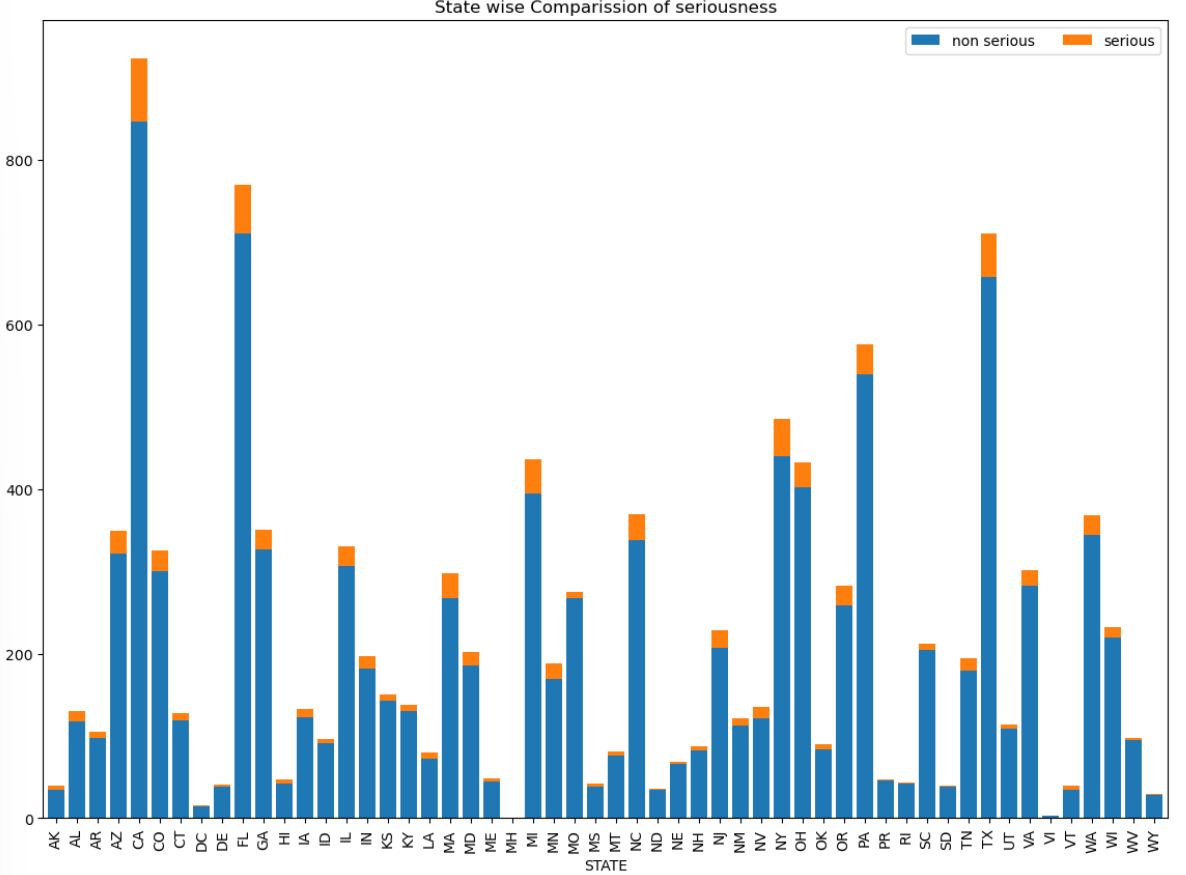 State wise Comparission of seriousness
non serious serious
800
600
400
200
0
AK AL AR AZ CA CO CT DC DE FL GA HI IA ID IL IN KS KY LA MA MD ME MH MI MN MO MS MT NC ND NE NH NJ NM NV NY OH OK OR PA PR RI SC SD TN TX UT VA VI VT WA WI WV WY
STATE